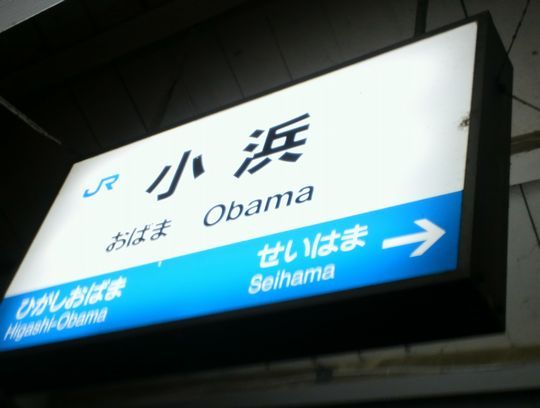 JR 小浜
おばま Obama
ひがしおばま せいはま →
Higashi-Obama Seihama